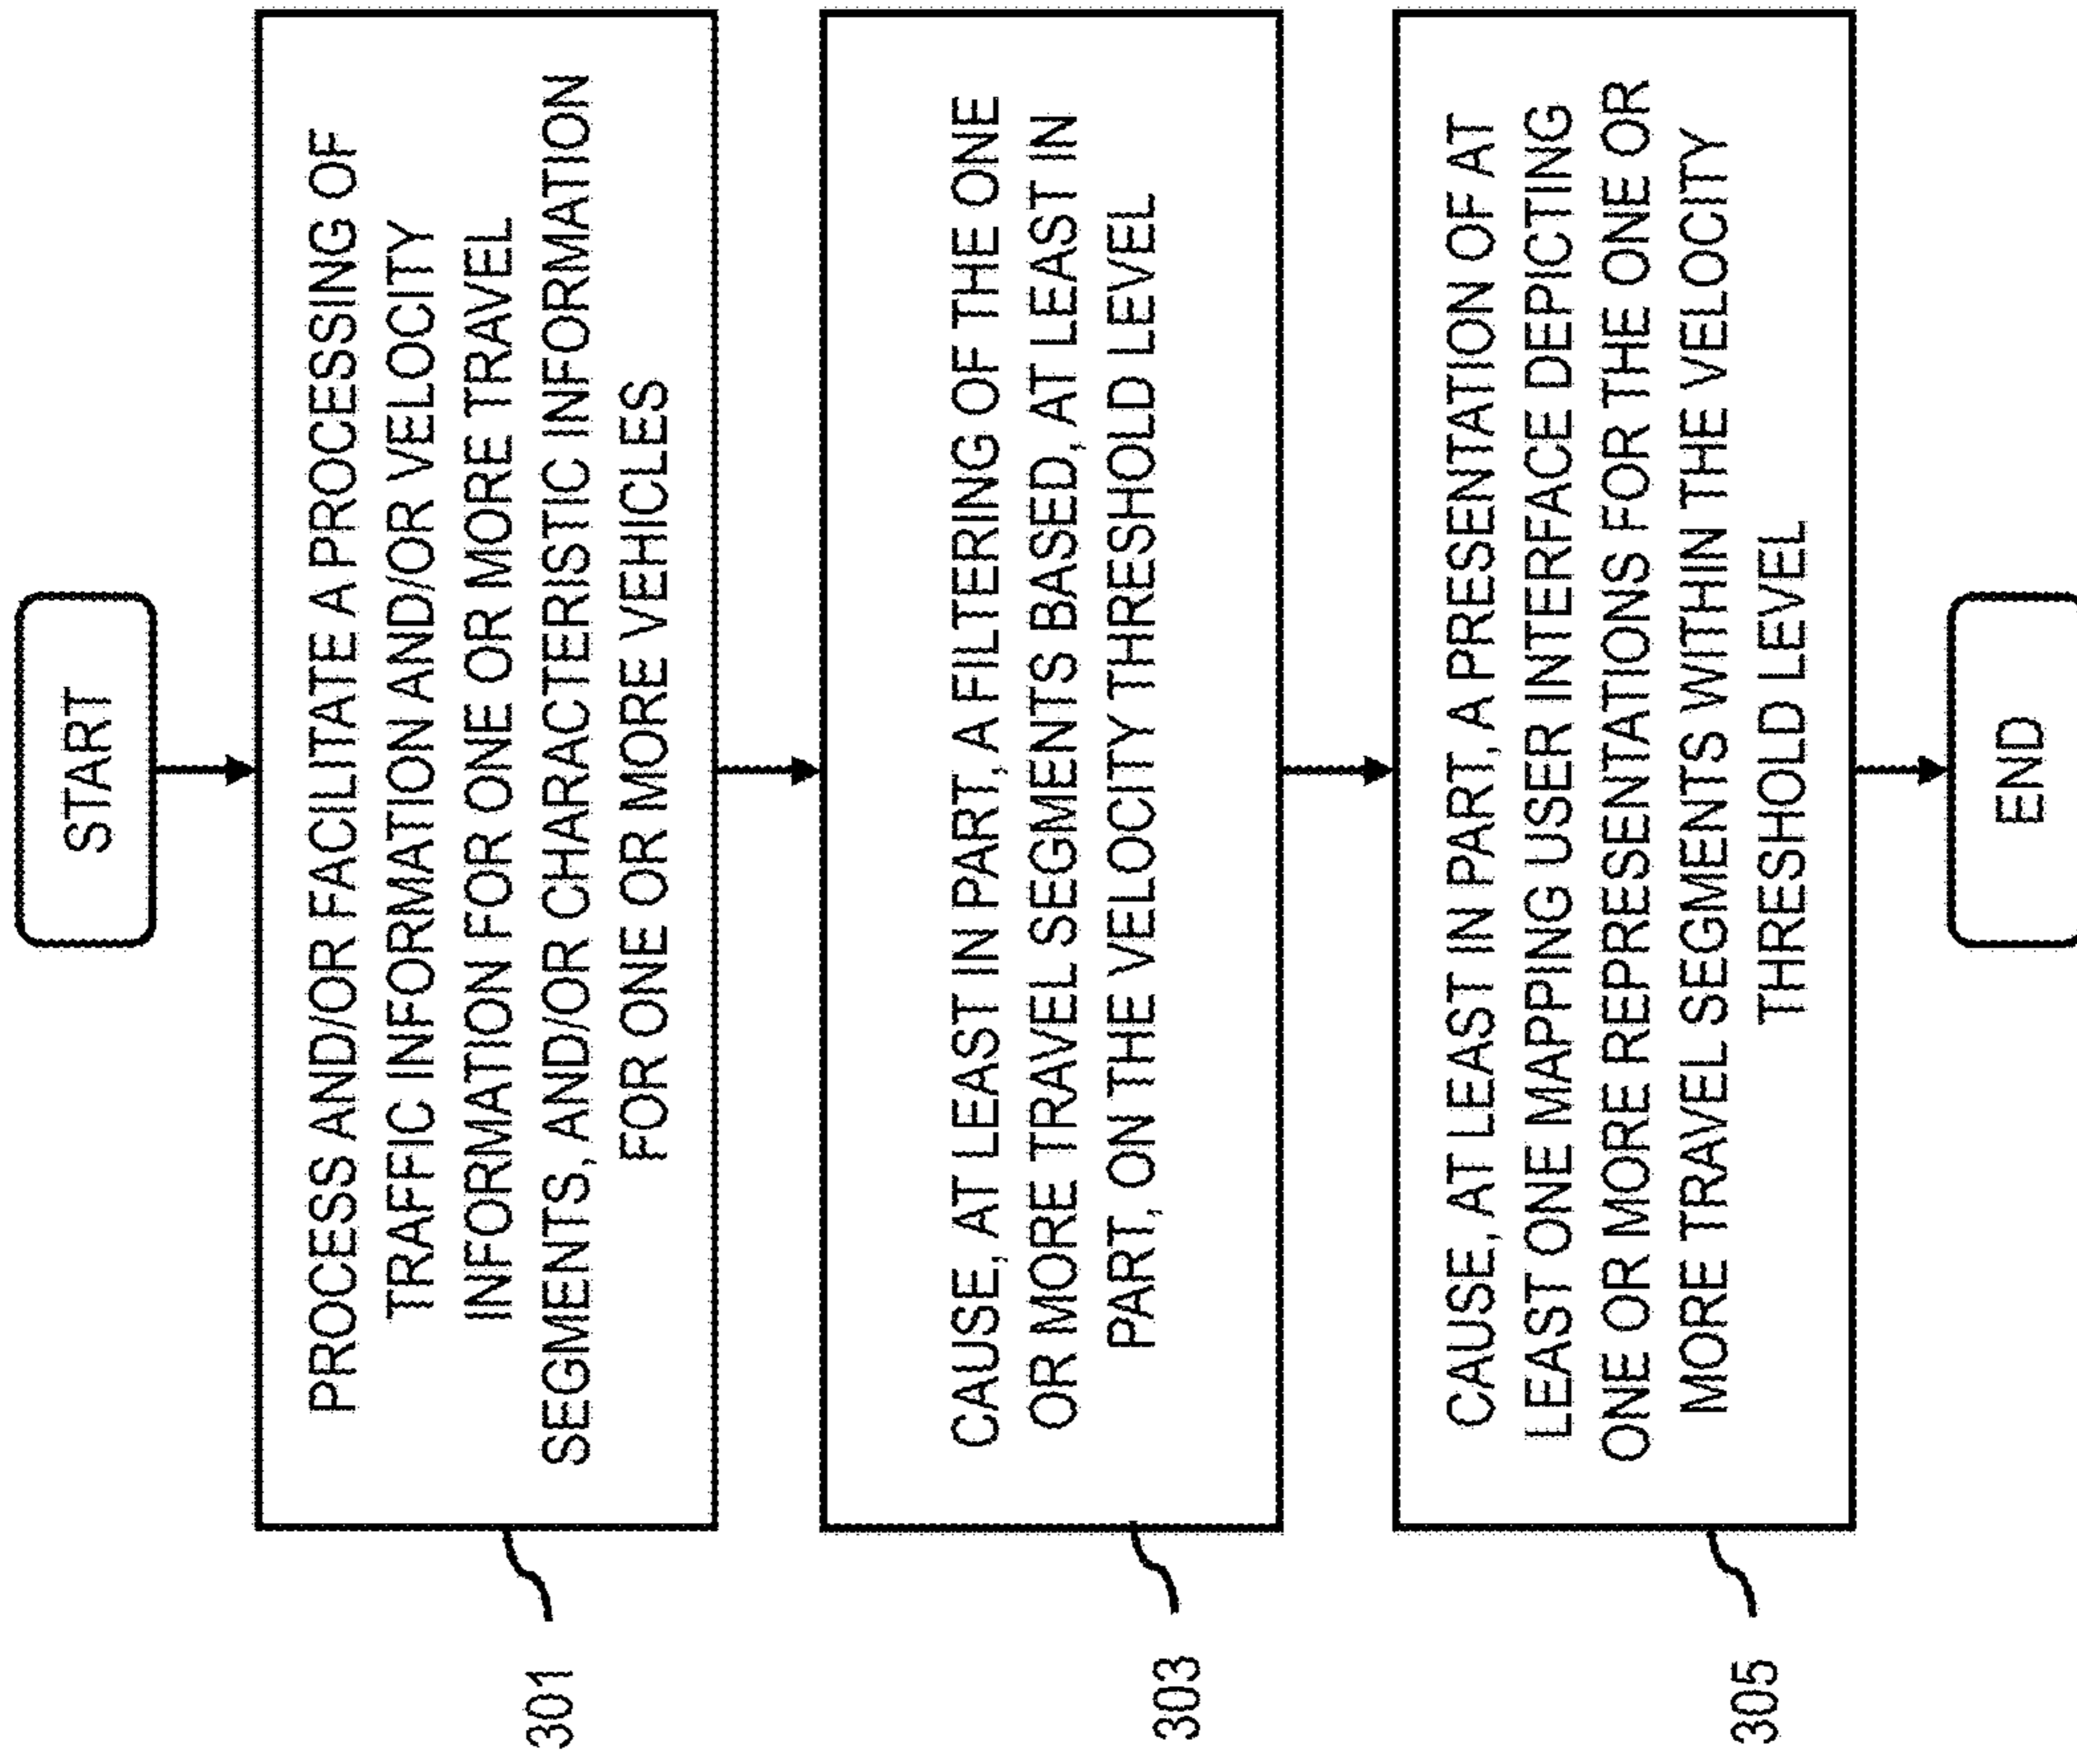 START
PROCESS AND/OR FACILITATE A PROCESSING OF
TRAFFIC INFORMATION AND/OR VELOCITY
INFORMATION FOR ONE OR MORE TRAVEL
SEGMENTS, AND/OR CHARACTERISTIC INFORMATION
FOR ONE OR MORE VEHICLES
301
CAUSE, AT LEAST IN PART, A FILTERING OF THE ONE
OR MORE TRAVEL SEGMENTS BASED, AT LEAST IN
PART, ON THE VELOCITY THRESHOLD LEVEL
303
CAUSE, AT LEAST IN PART, A PRESENTATION OF AT
LEAST ONE MAPPING USER INTERFACE DEPICTING
ONE OR MORE REPRESENTATIONS FOR THE ONE OR
MORE TRAVEL SEGMENTS WITHIN THE VELOCITY
THRESHOLD LEVEL
305
END